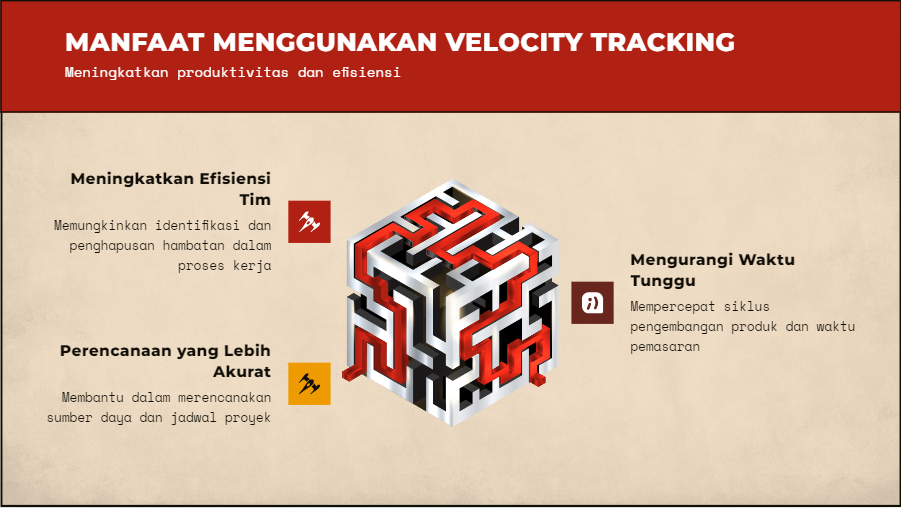 MANFAAT MENGGUNAKAN VELOCITY TRACKING
Meningkatkan produktivitas dan efisiensi
Meningkatkan Efisiensi
Tim
Memungkinkan identifikasi dan
penghapusan hambatan dalam
proses kerja
Perencanaan yang Lebih
Akurat
Membantu dalam merencanakan
sumber daya dan jadwal proyek
Mengurangi Waktu
Tunggu
Mempercepat siklus
pengembangan produk dan waktu
pemasaran